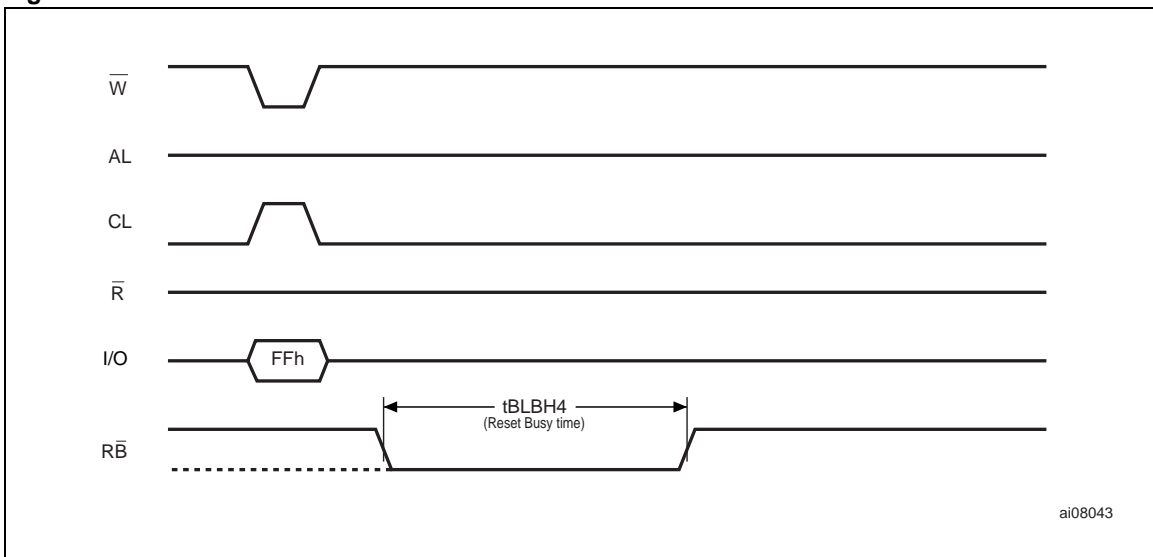 W̅
AL
CL
R̅
I/O
FFh
tBLBH4
(Reset Busy time)
RB̅
ai08043